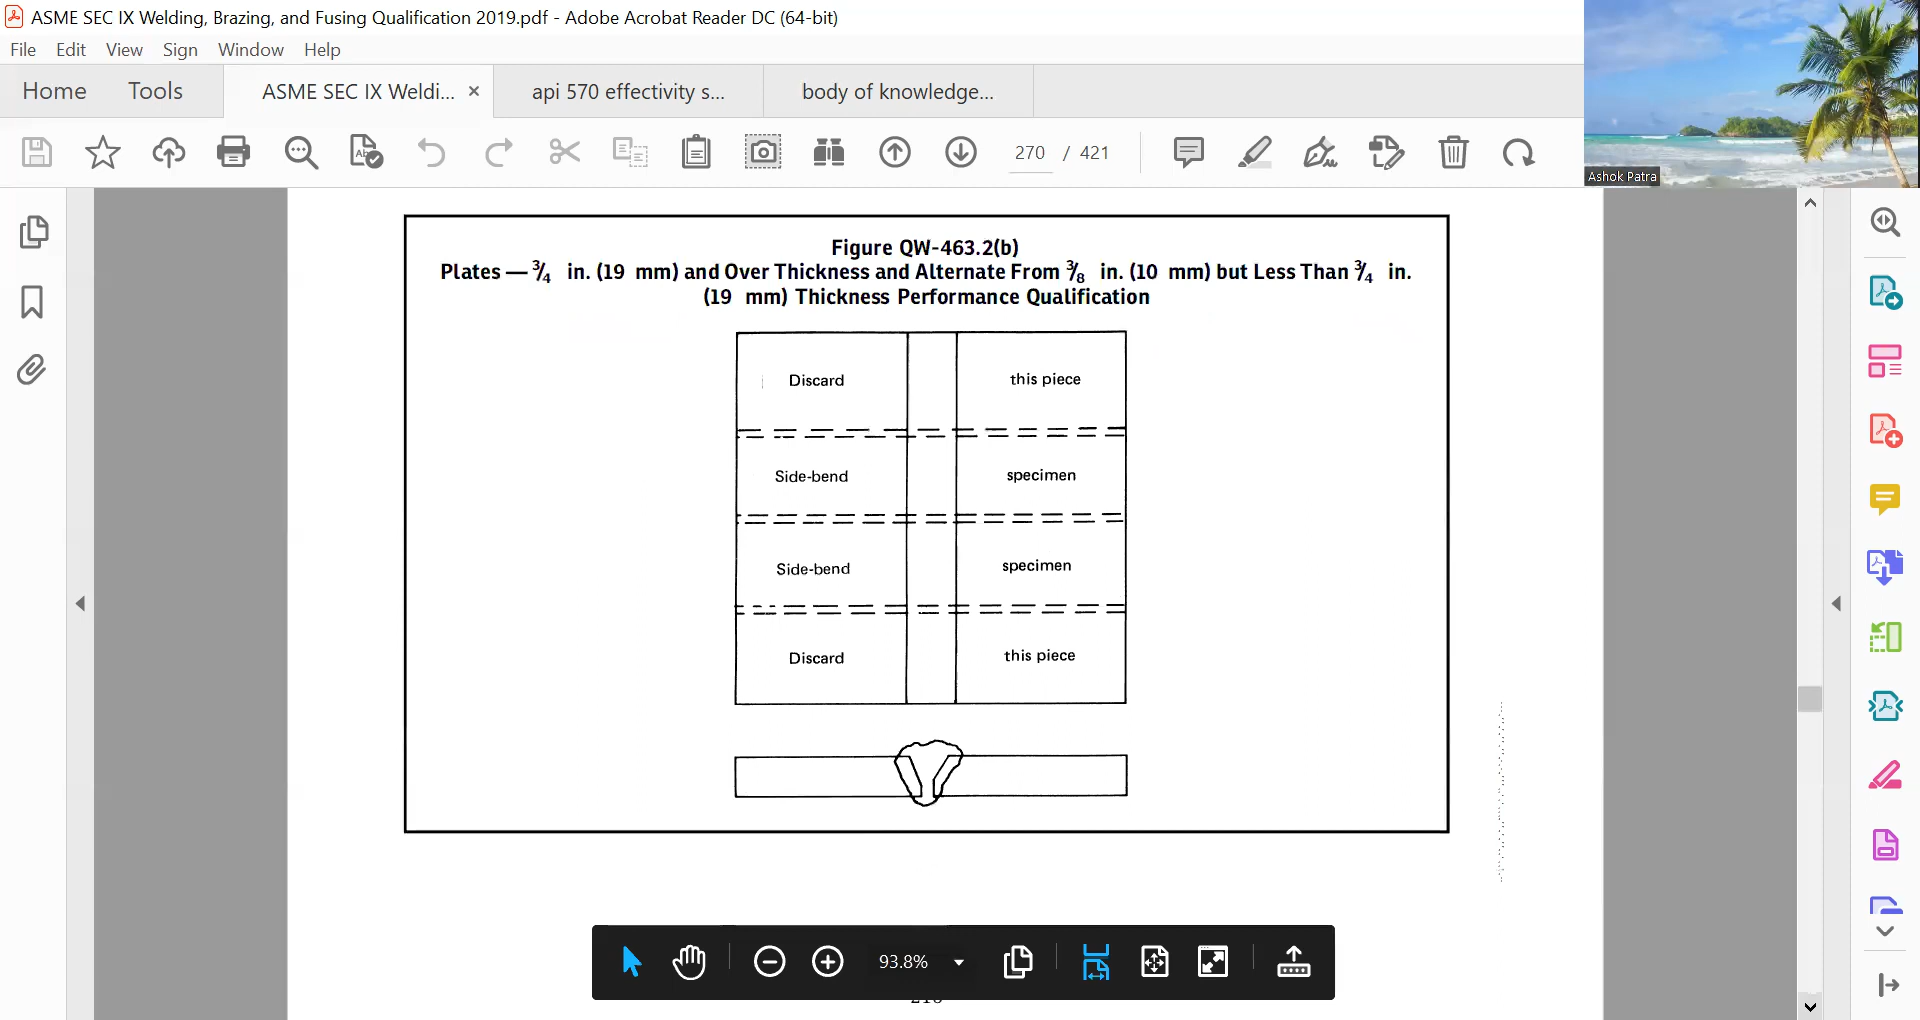 ASME SEC IX Welding, Brazing, and Fusing Qualification 2019.pdf - Adobe Acrobat Reader DC (64-bit)
File Edit View Sign Window Help
Home Tools ASME SEC IX Weldi... × api 570 effectivity s... body of knowledge...
270 / 421
Ashok Patra
Figure QW-463.2(b)
Plates — 3/4 in. (19 mm) and Over Thickness and Alternate From 3/8 in. (10 mm) but Less Than 3/4 in.
(19 mm) Thickness Performance Qualification
Discard this piece
Side-bend specimen
Side-bend specimen
Discard this piece
93.8%